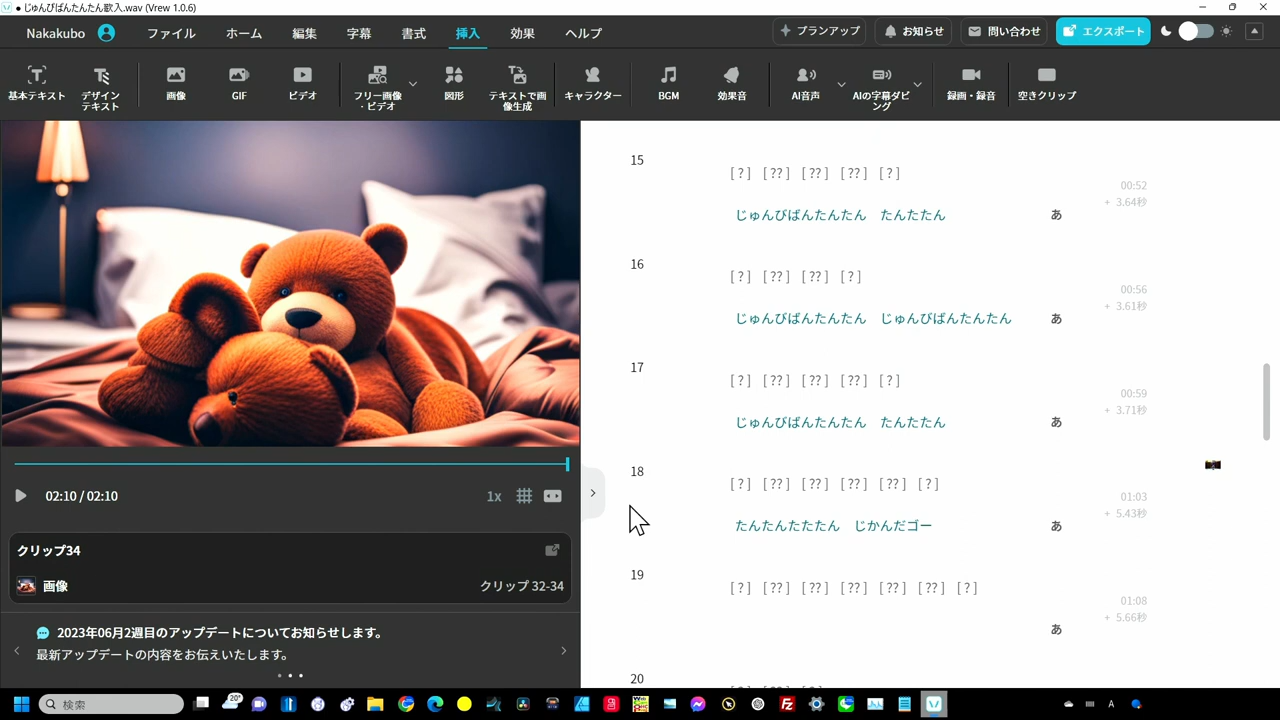 ● じゅんびばんたんたん歌入.wav (Vrew 1.0.6)
Nakakubo ファイル ホーム 編集 字幕 書式 挿入 効果 ヘルプ プランアップ お知らせ 問い合わせ エクスポート
基本テキスト デザインテキスト 画像 GIF ビデオ フリー画像・ビデオ 図形 テキストで画像生成 キャラクター BGM 効果音 AI音声 AIの字幕ダビング 録画・録音 空きクリップ
15
[?] [??] [??] [??] [?]
00:52
+ 3.64秒
じゅんびばんたんたん たんたたん あ
16
[?] [??] [??] [?]
00:56
+ 3.61秒
じゅんびばんたんたん じゅんびばんたんたん あ
17
[?] [??] [??] [??] [?]
00:59
+ 3.71秒
じゅんびばんたんたん たんたたん あ
18
[?] [??] [??] [??] [??] [?]
01:03
+ 5.43秒
たんたんたたたん じかんだゴー あ
19
[?] [??] [??] [??] [??] [??] [?]
01:08
+ 5.66秒
あ
20
02:10 / 02:10 1x
クリップ34
画像 クリップ 32-34
2023年06月2週目のアップデートについてお知らせします。
最新アップデートの内容をお伝えいたします。
検索 20° A